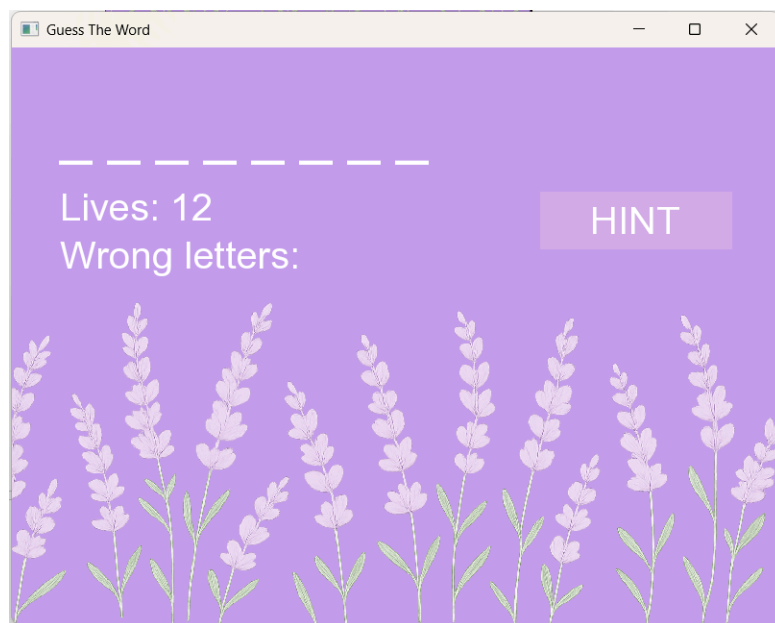 Guess The Word
_ _ _ _ _ _ _ _
Lives: 12
HINT
Wrong letters: